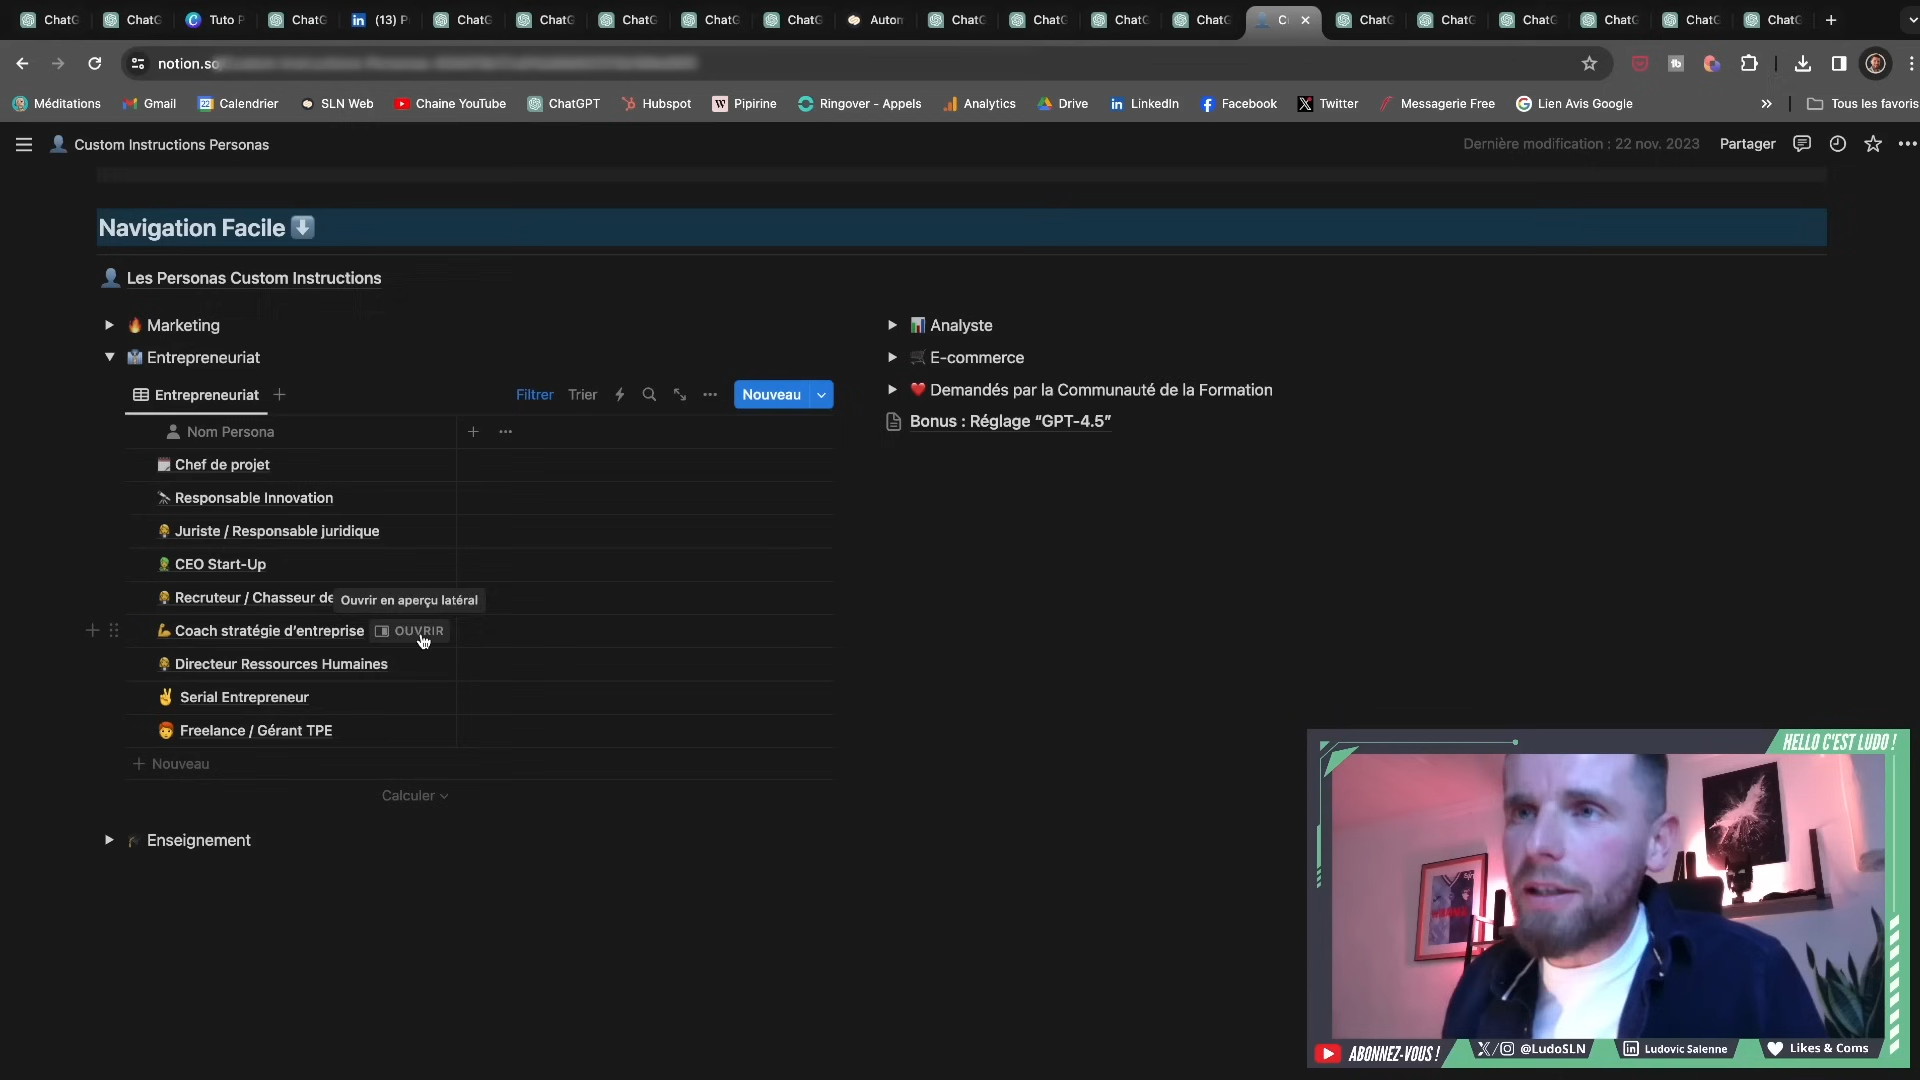 ChatG ChatG Tuto P ChatG (13) P ChatG ChatG ChatG ChatG ChatG Autom ChatG ChatG ChatG ChatG ChatG ChatG ChatG ChatG ChatG ChatG
notion.so
Méditations Gmail Calendrier SLN Web Chaine YouTube ChatGPT Hubspot Pipirine Ringover - Appels Analytics Drive LinkedIn Facebook Twitter Messagerie Free Lien Avis Google Tous les favoris
Custom Instructions Personas Dernière modification : 22 nov. 2023 Partager
Navigation Facile
Les Personas Custom Instructions
Marketing
Entrepreneuriat
Entrepreneuriat Filtrer Trier Nouveau
Nom Persona
Chef de projet
Responsable Innovation
Juriste / Responsable juridique
CEO Start-Up
Recruteur / Chasseur de
Ouvrir en aperçu latéral
Coach stratégie d'entreprise OUVRIR
Directeur Ressources Humaines
Serial Entrepreneur
Freelance / Gérant TPE
Nouveau
Calculer
Enseignement
Analyste
E-commerce
Demandés par la Communauté de la Formation
Bonus : Réglage “GPT-4.5”
HELLO C'EST LUDO !
ABONNEZ-VOUS ! @LudoSLN Ludovic Salenne Likes & Coms